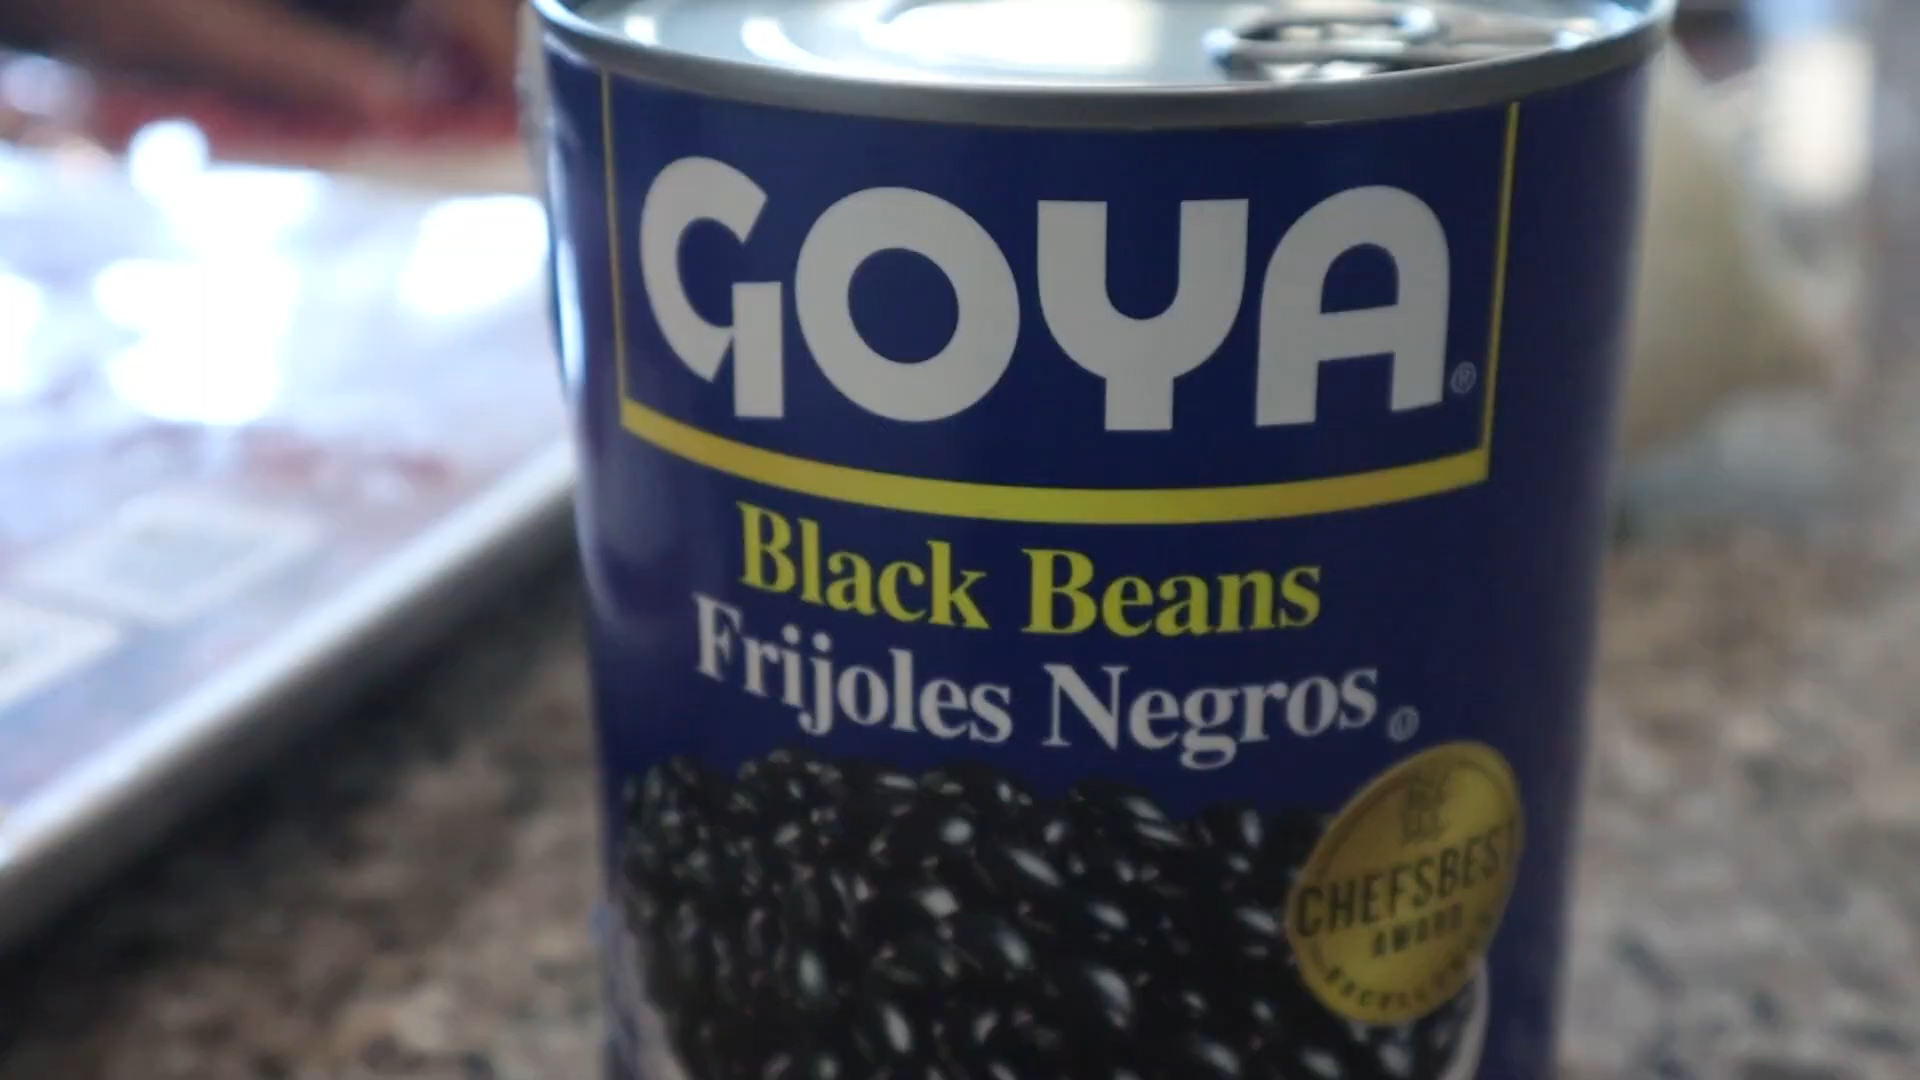 GOYA®
Black Beans
Frijoles Negros
CHEFSBEST
AWARD